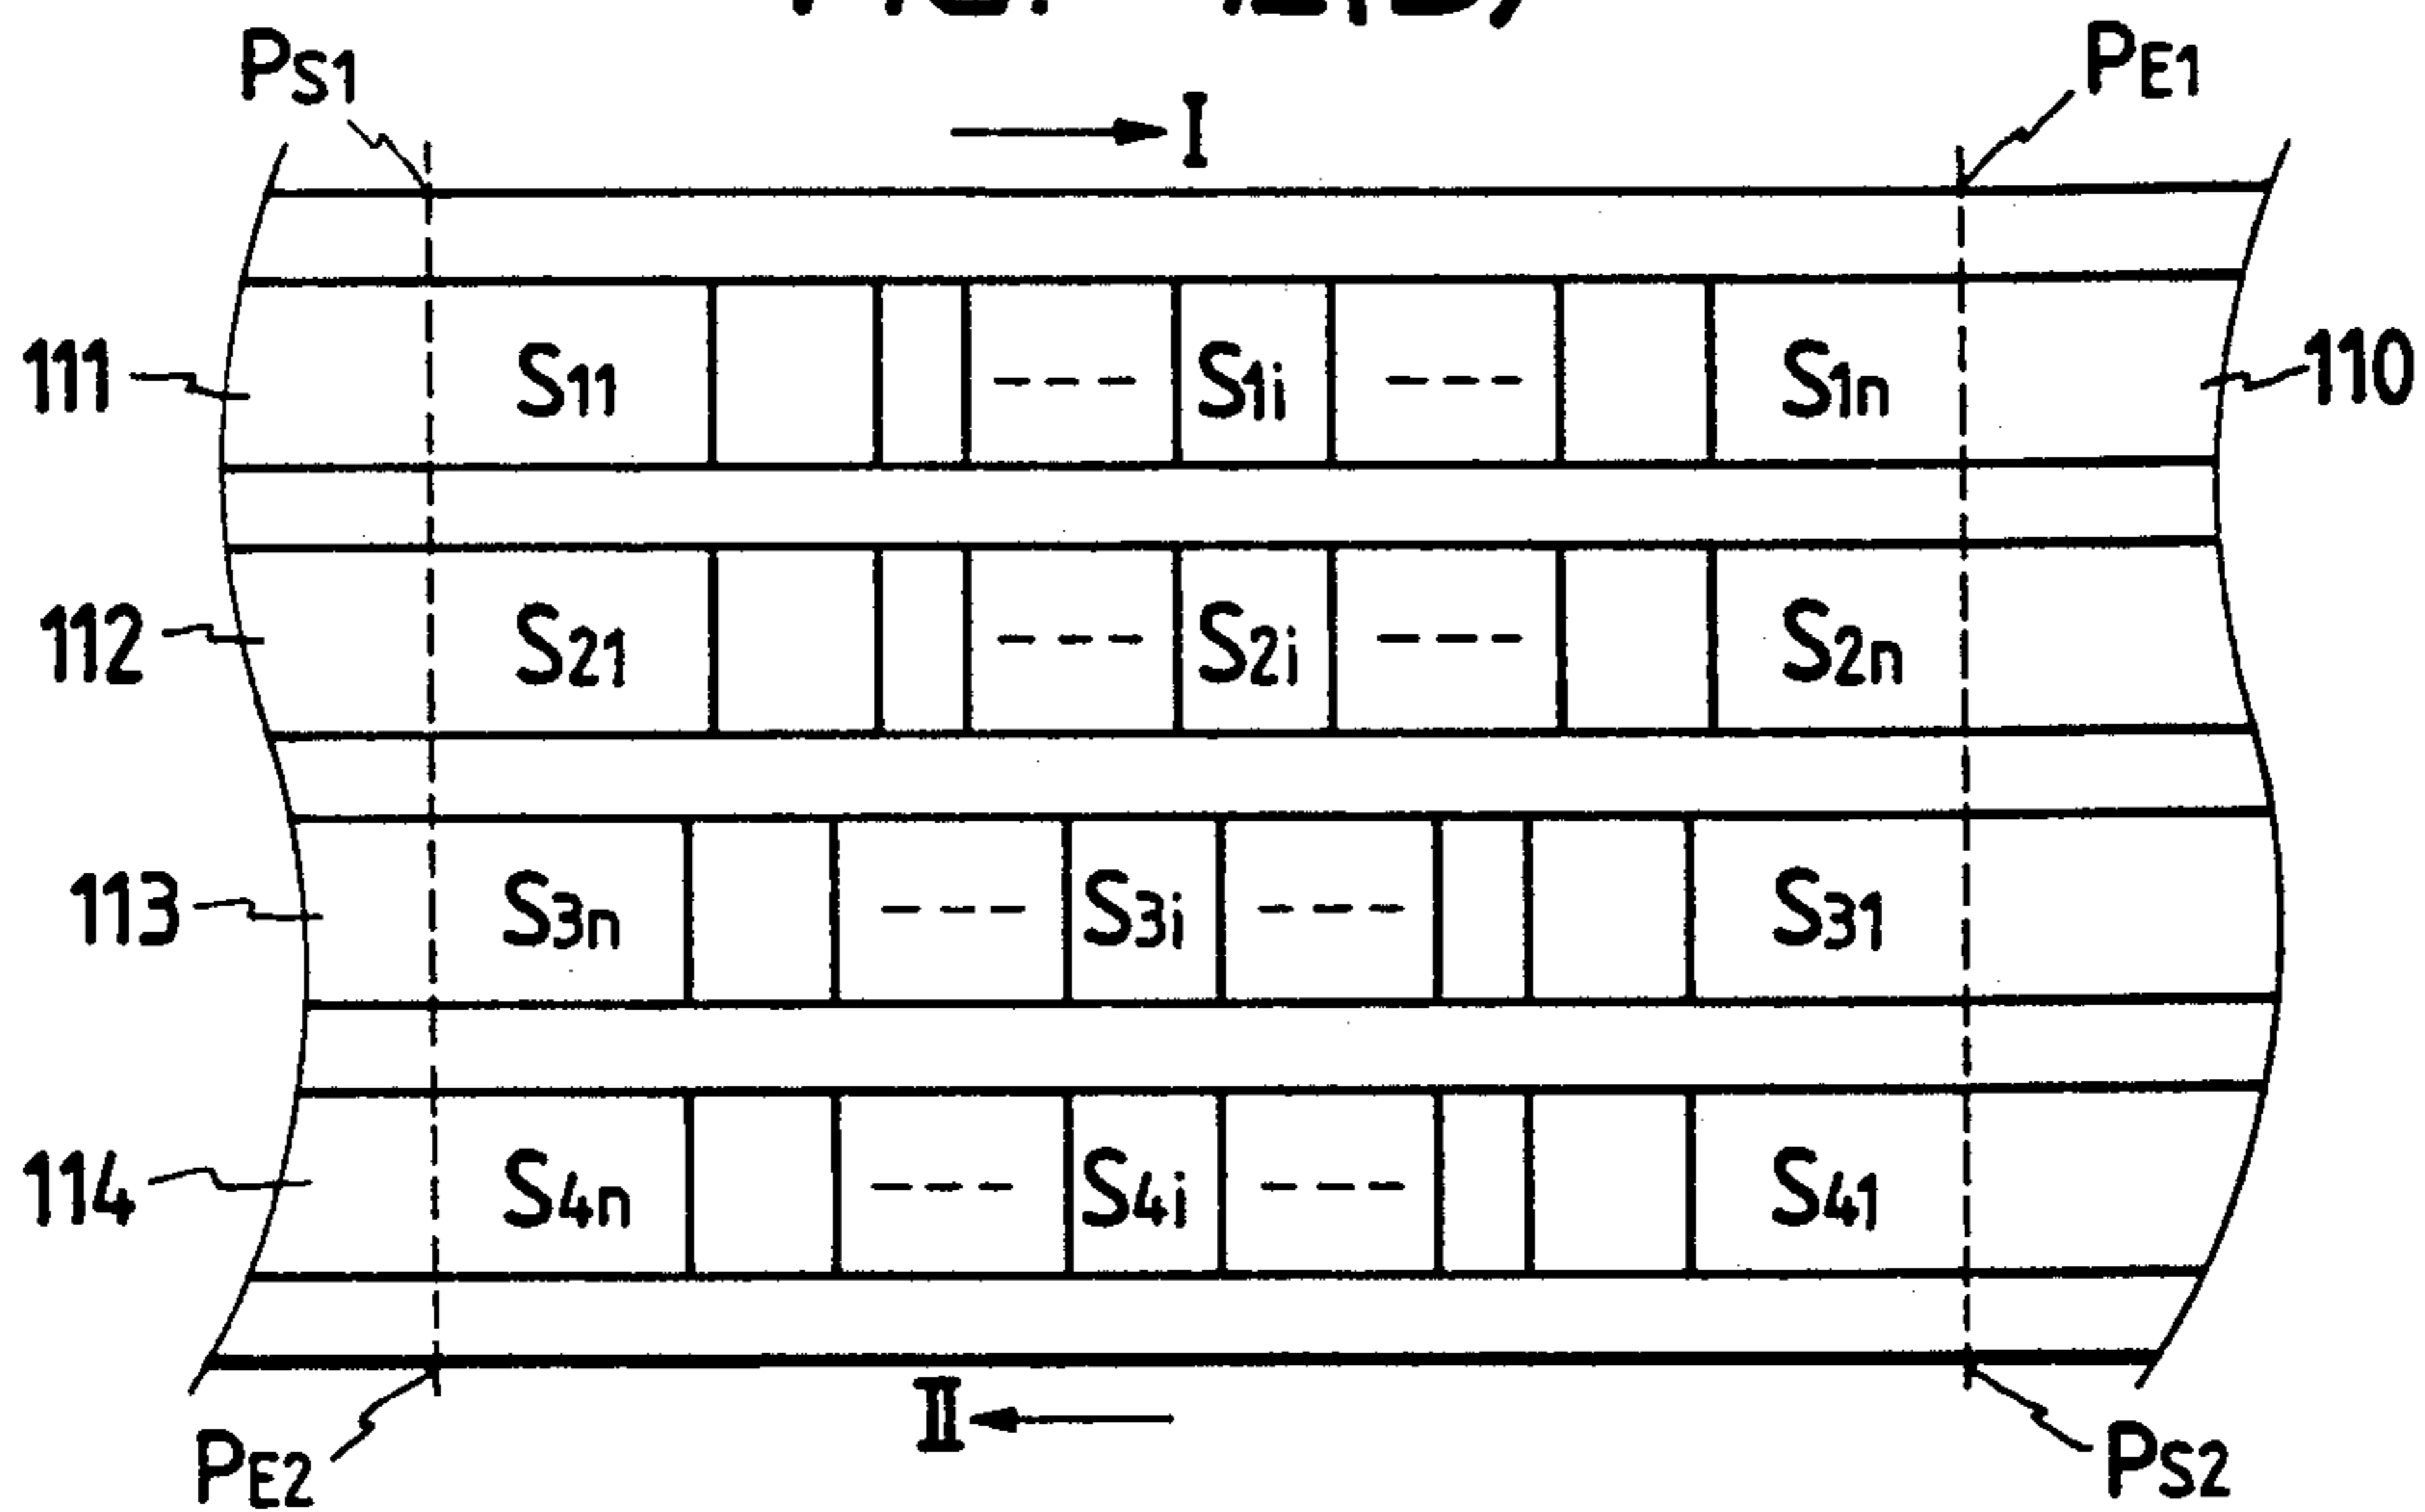 PS1 PE1
I
111 S11 S1i S1n 110
112 S21 S2i S2n
113 S3n S3i S31
114 S4n S4i S41
II
PE2 PS2